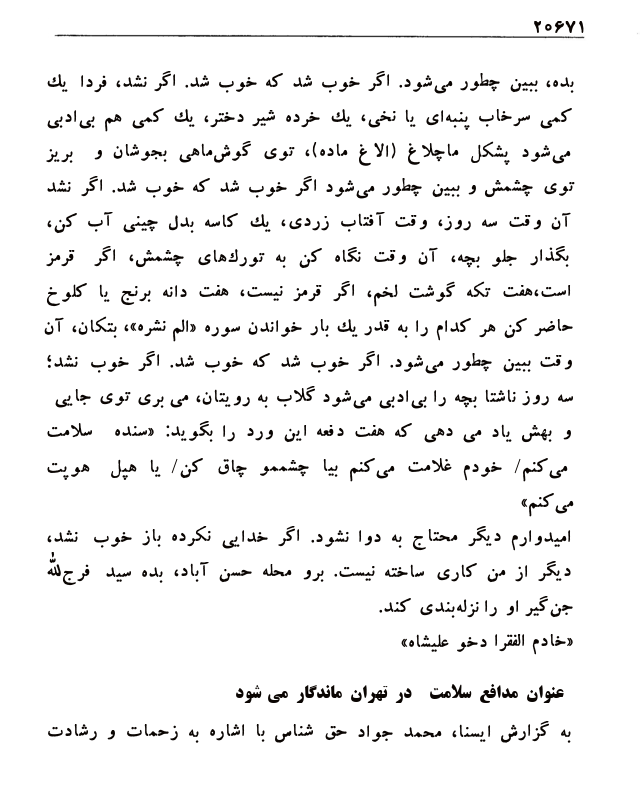 ۲۰۶۷۱
بده، ببین چطور می‌شود. اگر خوب شد که خوب شد. اگر نشد، فردا یك
کمی سرخاب پنبه‌ای یا نخی، یك خرده شیر دختر، یك کمی هم بی‌ادبی
می‌شود پشکل ماچلاغ (الاغ ماده)، توی گوش‌ماهی بجوشان و بریز
توی چشمش و ببین چطور می‌شود اگر خوب شد که خوب شد. اگر نشد
آن وقت سه روز، وقت آفتاب زردی، یك کاسه بدل چینی آب کن،
بگذار جلو بچه، آن وقت نگاه کن به تورك‌های چشمش، اگر قرمز
است،هفت تکه گوشت لخم، اگر قرمز نیست، هفت دانه برنج یا کلوخ
حاضر کن هر کدام را به قدر یك بار خواندن سوره «الم نشره»، بتکان، آن
وقت ببین چطور می‌شود. اگر خوب شد که خوب شد. اگر خوب نشد؛
سه روز ناشتا بچه را بی‌ادبی می‌شود گلاب به رویتان، می بری توی جایی
و بهش یاد می دهی که هفت دفعه این ورد را بگوید: «سنده سلامت
می‌کنم/ خودم غلامت می‌کنم بیا چشممو چاق کن/ یا هپل هوپت
می‌کنم»
امیدوارم دیگر محتاج به دوا نشود. اگر خدایی نکرده باز خوب نشد،
دیگر از من کاری ساخته نیست. برو محله حسن آباد، بده سید فرج‌الله
جن‌گیر او را نزله‌بندی کند.
«خادم الفقرا دخو علیشاه»
عنوان مدافع سلامت در تهران ماندگار می شود
به گزارش ایسنا، محمد جواد حق شناس با اشاره به زحمات و رشادت